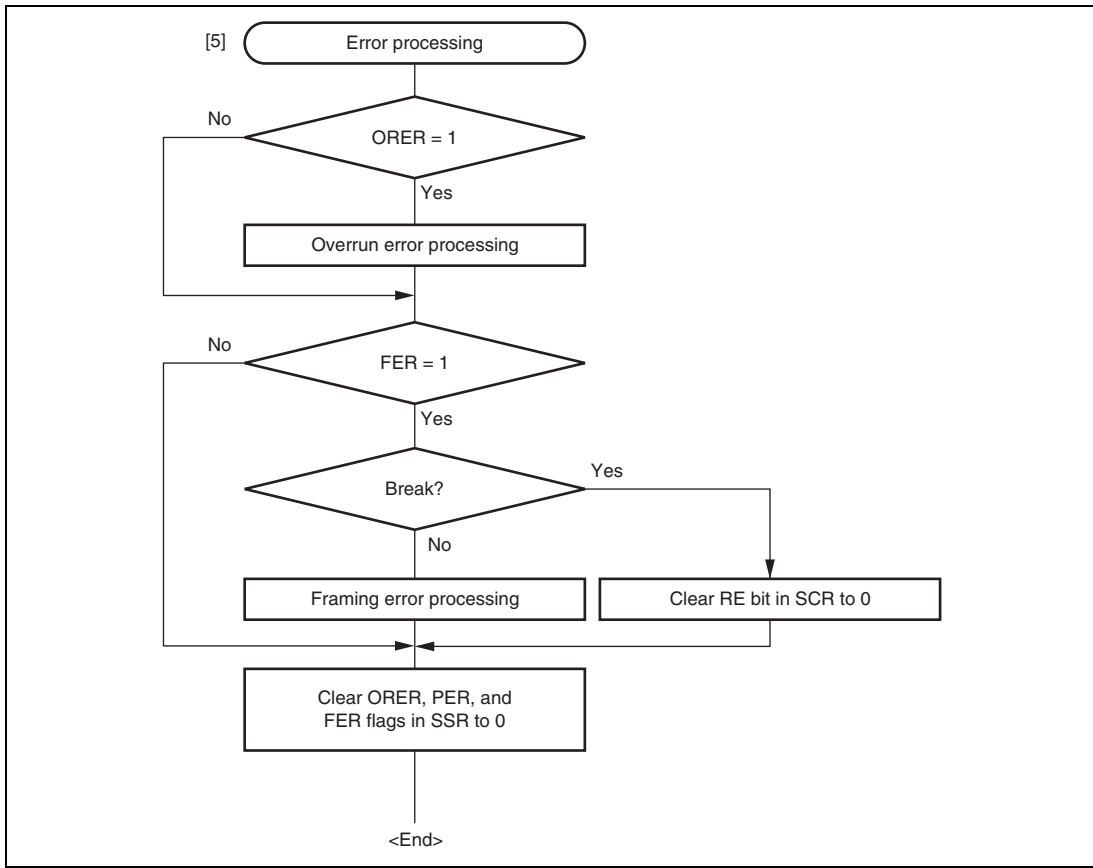 [5]
Error processing
No
ORER = 1
Yes
Overrun error processing
No
FER = 1
Yes
Yes
Break?
No
Framing error processing
Clear RE bit in SCR to 0
Clear ORER, PER, and
FER flags in SSR to 0
<End>